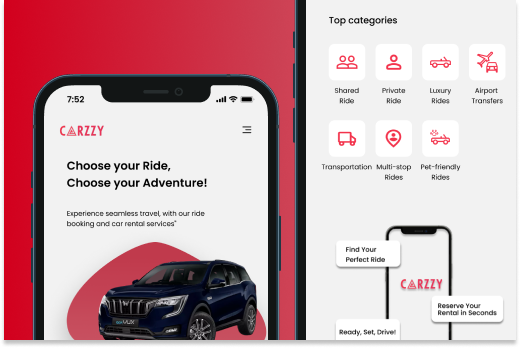 7:52
CARZZY
Choose your Ride,
Choose your Adventure!
Experience seamless travel, with our ride
booking and car rental services"
Top categories
Shared
Ride
Private
Ride
Luxury
Rides
Airport
Transfers
Transportation
Multi-stop
Rides
Pet-friendly
Rides
Find Your
Perfect Ride
CARZZY
Reserve Your
Rental in Seconds
Ready, Set, Drive!